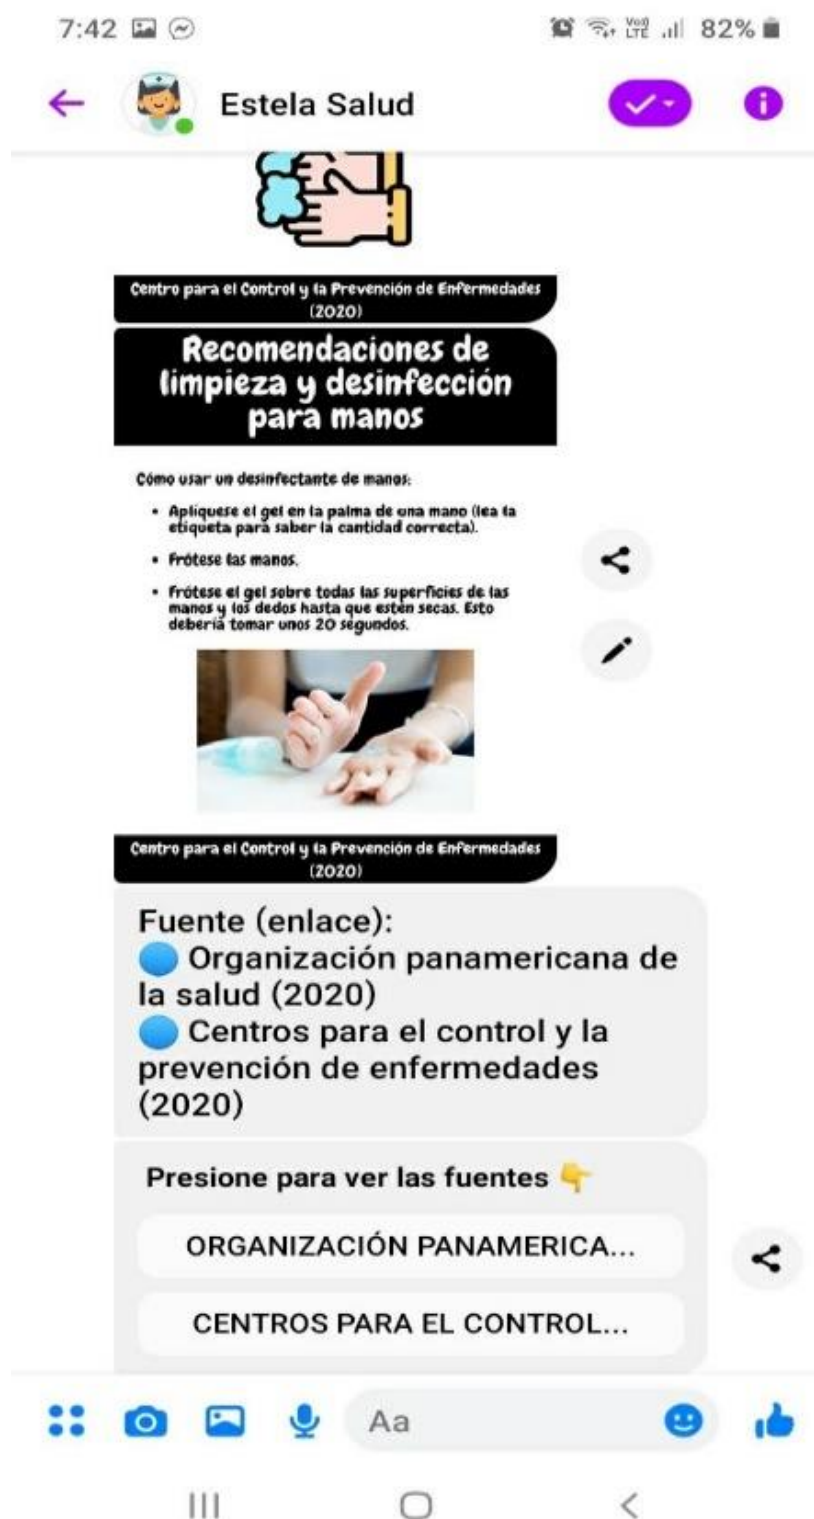 7:42
Vo)) LTE
82%
Estela Salud
Centro para el Control y la Prevención de Enfermedades
(2020)
Recomendaciones de
limpieza y desinfección
para manos
Cómo usar un desinfectante de manos:
• Aplíquese el gel en la palma de una mano (lea la
etiqueta para saber la cantidad correcta).
• Frótese las manos.
• Frótese el gel sobre todas las superficies de las
manos y los dedos hasta que estén secas. Esto
debería tomar unos 20 segundos.
Centro para el Control y la Prevención de Enfermedades
(2020)
Fuente (enlace):
🔵 Organización panamericana de
la salud (2020)
🔵 Centros para el control y la
prevención de enfermedades
(2020)
Presione para ver las fuentes 👇
ORGANIZACIÓN PANAMERICA...
CENTROS PARA EL CONTROL...
Aa